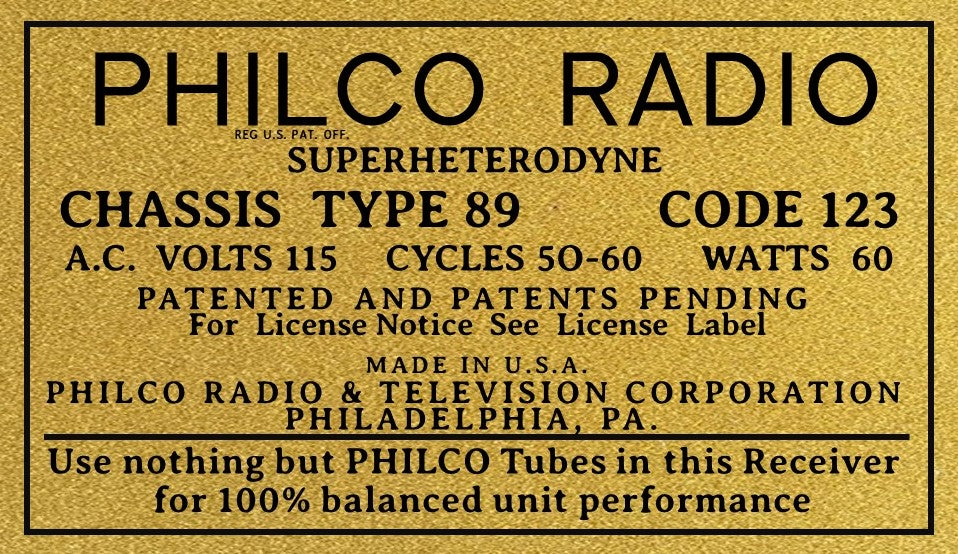 PHILCO RADIO
REG U.S. PAT. OFF.
SUPERHETERODYNE
CHASSIS TYPE 89 CODE 123
A.C. VOLTS 115 CYCLES 50-60 WATTS 60
PATENTED AND PATENTS PENDING
For License Notice See License Label
MADE IN U.S.A.
PHILCO RADIO & TELEVISION CORPORATION
PHILADELPHIA, PA.
Use nothing but PHILCO Tubes in this Receiver
for 100% balanced unit performance